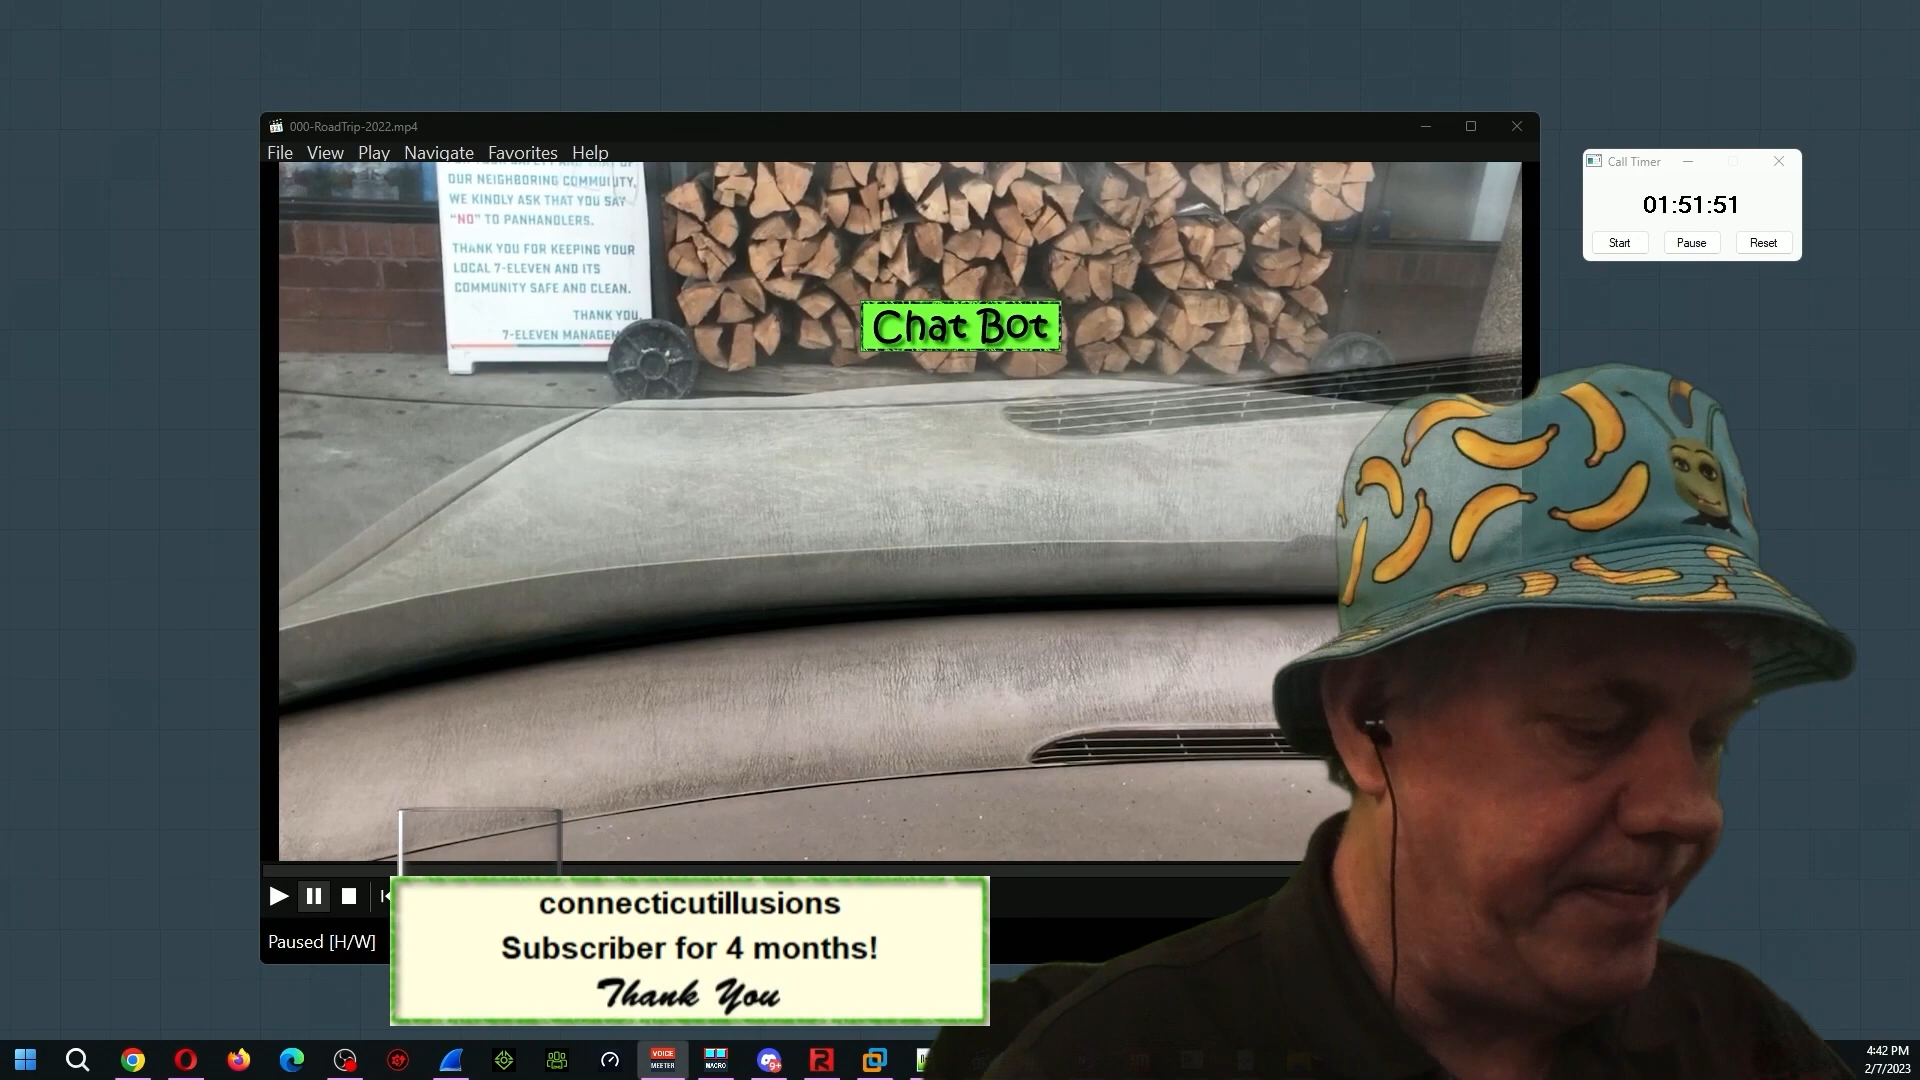 000-RoadTrip-2022.mp4
File View Play Navigate Favorites Help
OUR NEIGHBORING COMMUNITY,
WE KINDLY ASK THAT YOU SAY
"NO" TO PANHANDLERS.
THANK YOU FOR KEEPING YOUR
LOCAL 7-ELEVEN AND ITS
COMMUNITY SAFE AND CLEAN.
THANK YOU,
7-ELEVEN
Chat Bot
Call Timer
01:51:51
Start Pause Reset
Paused [H/W]
connecticutillusions
Subscriber for 4 months!
Thank You
VOICE
MEETER
MACRO
9+
4:42 PM
2/7/2023